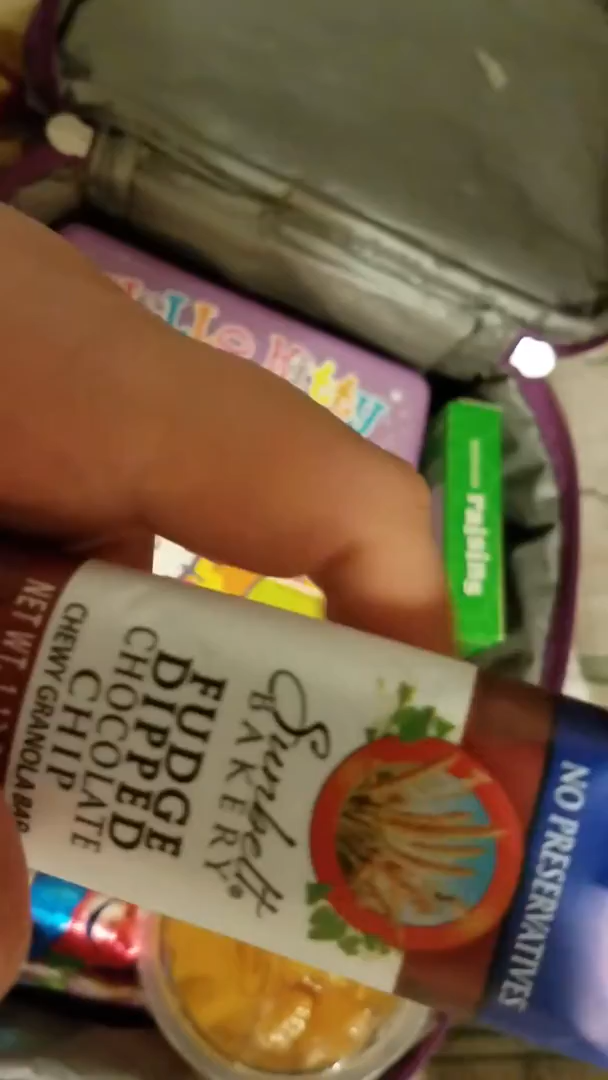 Hello Kitty
raisins
Sunbelt
BAKERY®
FUDGE
DIPPED
CHOCOLATE
CHIP
CHEWY GRANOLA BAR
NET WT.
NO PRESERVATIVES